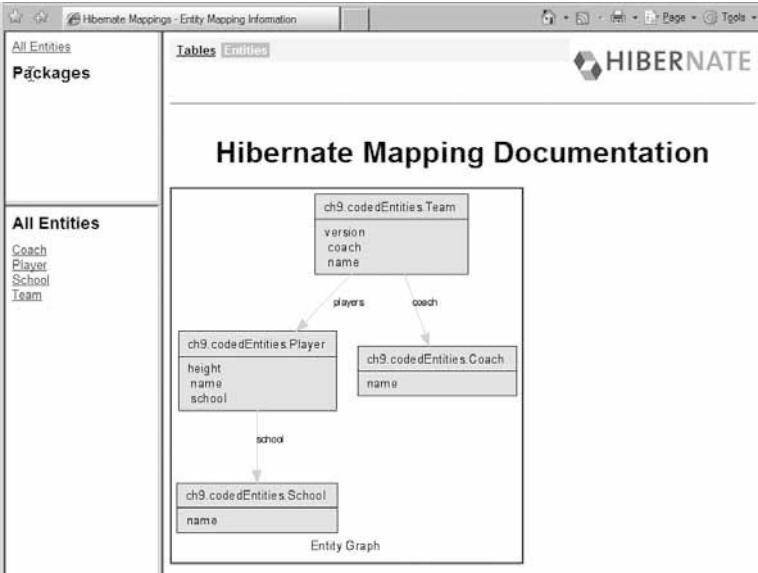 Hibernate Mappings - Entity Mapping Information
Page
Tools
All Entities
Packages
All Entities
Coach
Player
School
Team
Tables Entities
HIBERNATE
Hibernate Mapping Documentation
ch9.codedEntities.Team
version
coach
name
players
coach
ch9.codedEntities.Player
height
name
school
ch9.codedEntities.Coach
name
school
ch9.codedEntities.School
name
Entity Graph